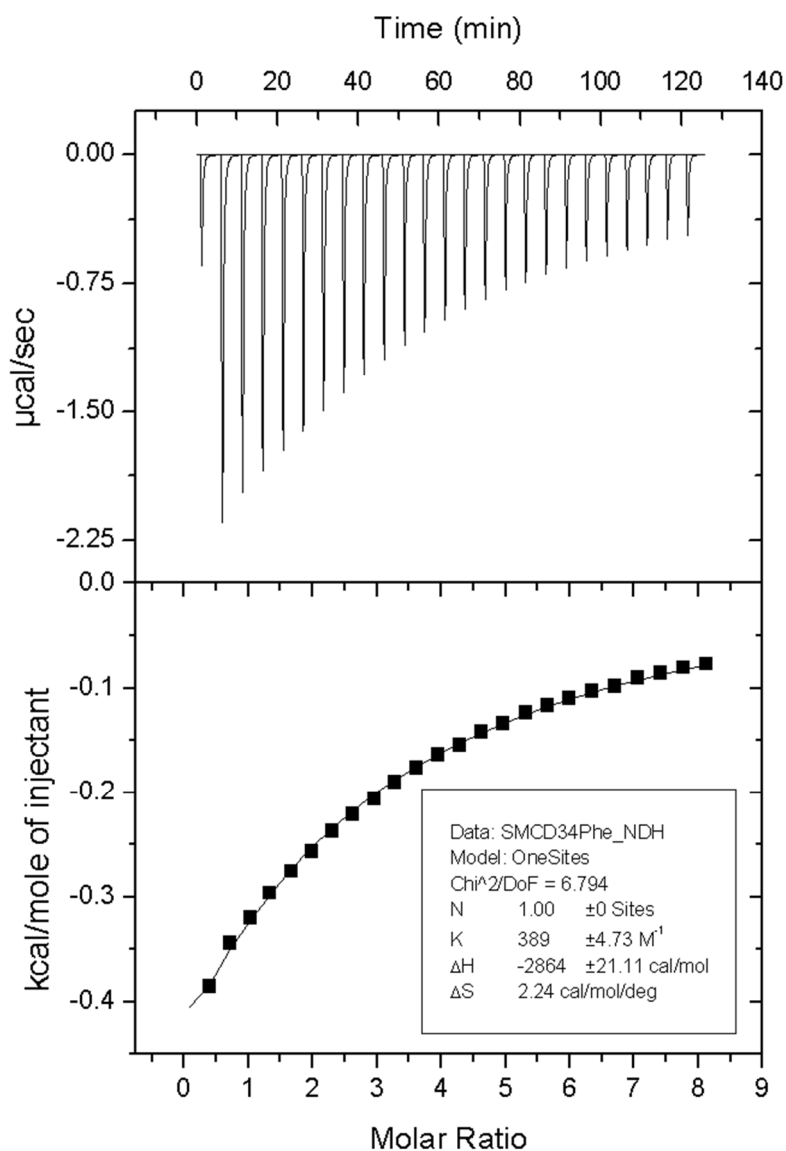 Time (min)
0 20 40 60 80 100 120 140
0.00
-0.75
-1.50
-2.25
µcal/sec
0.0
-0.1
-0.2
-0.3
-0.4
kcal/mole of injectant
Data: SMCD34Phe_NDH
Model: OneSites
Chi^2/DoF = 6.794
N 1.00 ±0 Sites
K 389 ±4.73 M⁻¹
ΔH -2864 ±21.11 cal/mol
ΔS 2.24 cal/mol/deg
0 1 2 3 4 5 6 7 8 9
Molar Ratio